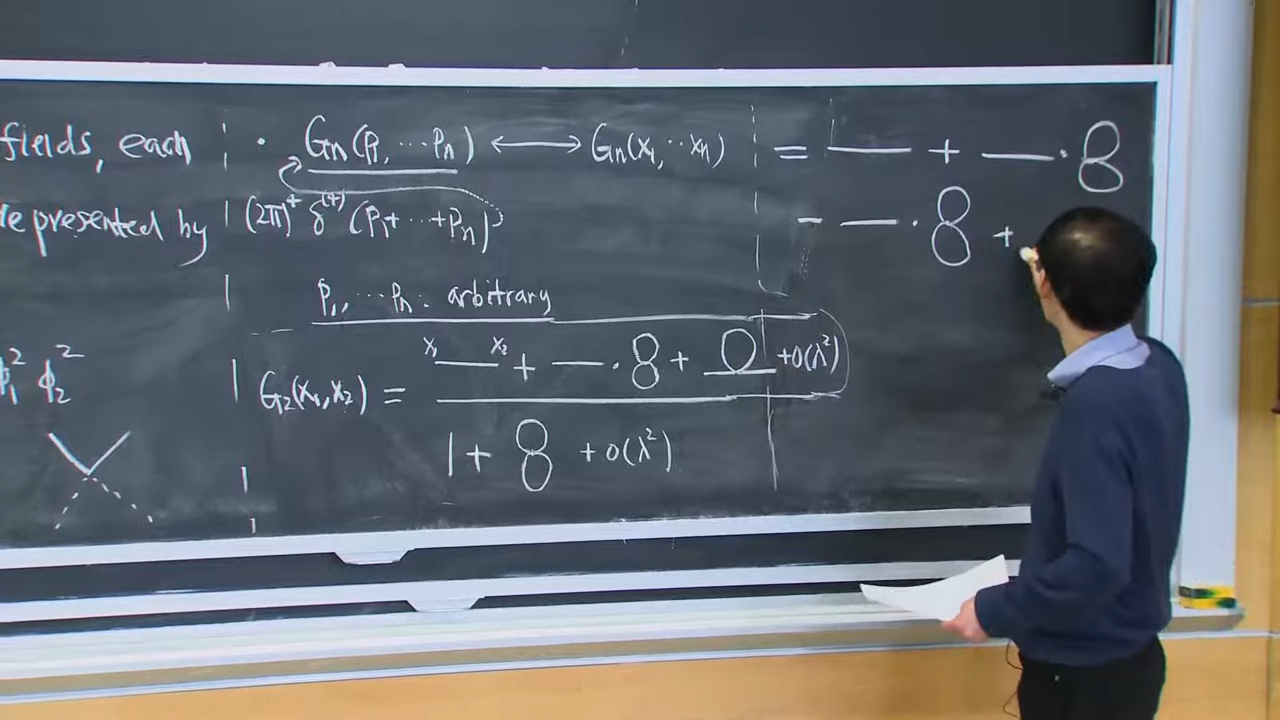 fields, each
represented by
ϕ₁² ϕ₂²
· Gn(p₁, ⋯ pn) ⟷ Gn(x₁, ⋯ xn)
(2π)⁴ δ⁽⁴⁾ (p₁ + ⋯ + pn)
p₁, ⋯ pn : arbitrary
x₁ x₂
— + — · 8 + O + O(λ²)
G₂(x₁, x₂) =
1 + 8 + O(λ²)
= — + — · 8
- — · 8 +